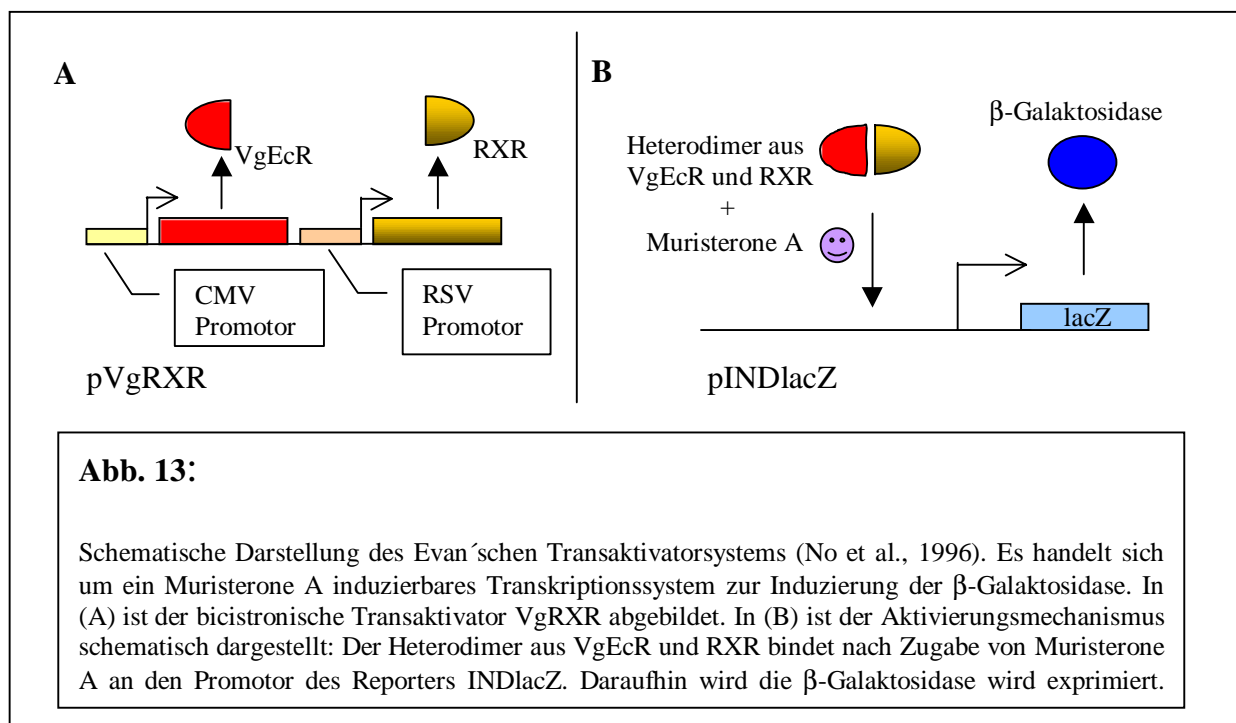 A
VgEcR
RXR
CMV
Promotor
RSV
Promotor
pVgRXR
B
β-Galaktosidase
Heterodimer aus
VgEcR und RXR
+
Muristerone A
lacZ
pINDlacZ
Abb. 13:
Schematische Darstellung des Evan´schen Transaktivatorsystems (No et al., 1996). Es handelt sich
um ein Muristerone A induzierbares Transkriptionssystem zur Induzierung der β-Galaktosidase. In
(A) ist der bicistronische Transaktivator VgRXR abgebildet. In (B) ist der Aktivierungsmechanismus
schematisch dargestellt: Der Heterodimer aus VgEcR und RXR bindet nach Zugabe von Muristerone
A an den Promotor des Reporters INDlacZ. Daraufhin wird die β-Galaktosidase wird exprimiert.